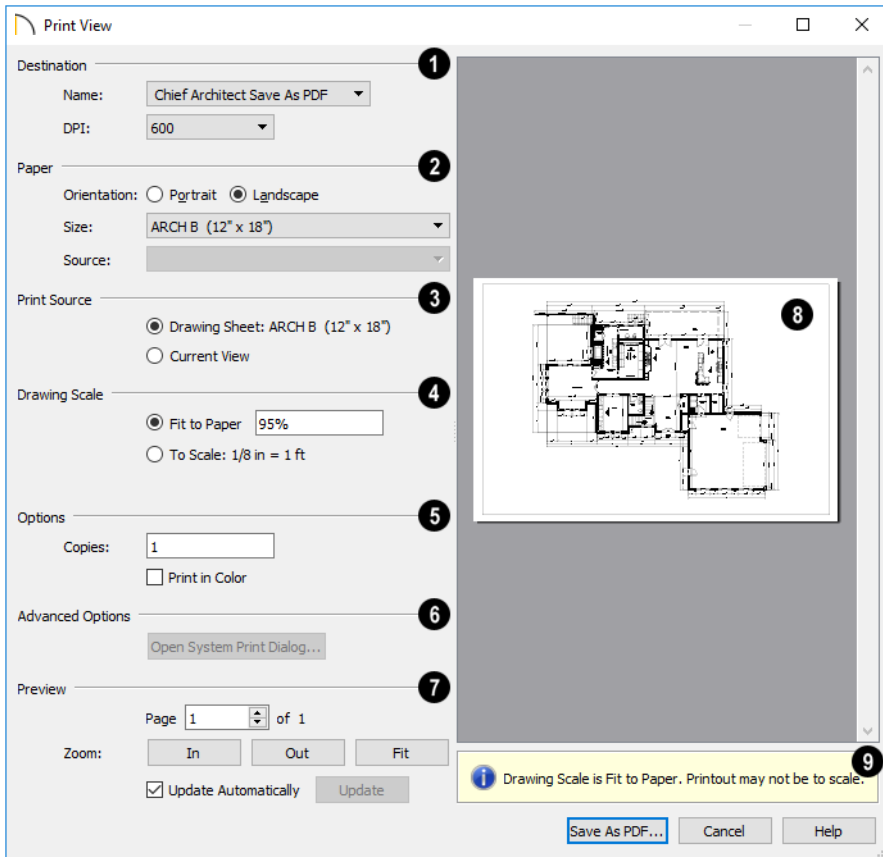 Print View
Destination 1
Name: Chief Architect Save As PDF
DPI: 600
Paper 2
Orientation: Portrait Landscape
Size: ARCH B (12" x 18")
Source:
Print Source 3
Drawing Sheet: ARCH B (12" x 18")
Current View
Drawing Scale 4
Fit to Paper 95%
To Scale: 1/8 in = 1 ft
Options 5
Copies: 1
Print in Color
Advanced Options 6
Open System Print Dialog...
Preview 7
Page 1 of 1
Zoom: In Out Fit
Update Automatically Update
8
9
Drawing Scale is Fit to Paper. Printout may not be to scale.
Save As PDF... Cancel Help